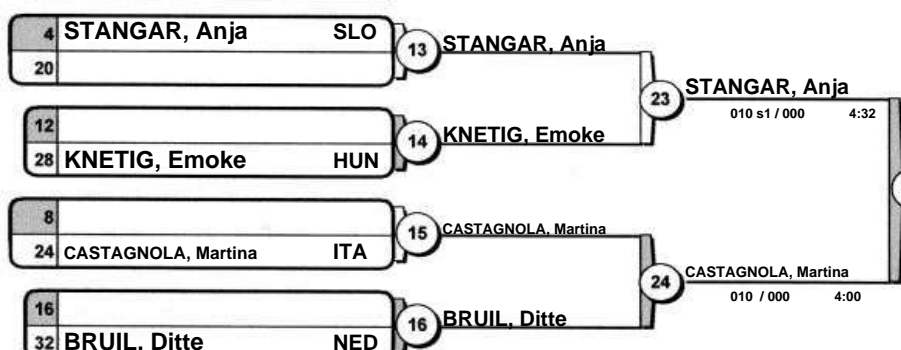 4 STANGAR, Anja SLO
20
13 STANGAR, Anja
12
28 KNETIG, Emoke HUN
14 KNETIG, Emoke
23 STANGAR, Anja
010 s1 / 000 4:32
8
24 CASTAGNOLA, Martina ITA
15 CASTAGNOLA, Martina
16
32 BRUIL, Ditte NED
16 BRUIL, Ditte
24 CASTAGNOLA, Martina
010 / 000 4:00